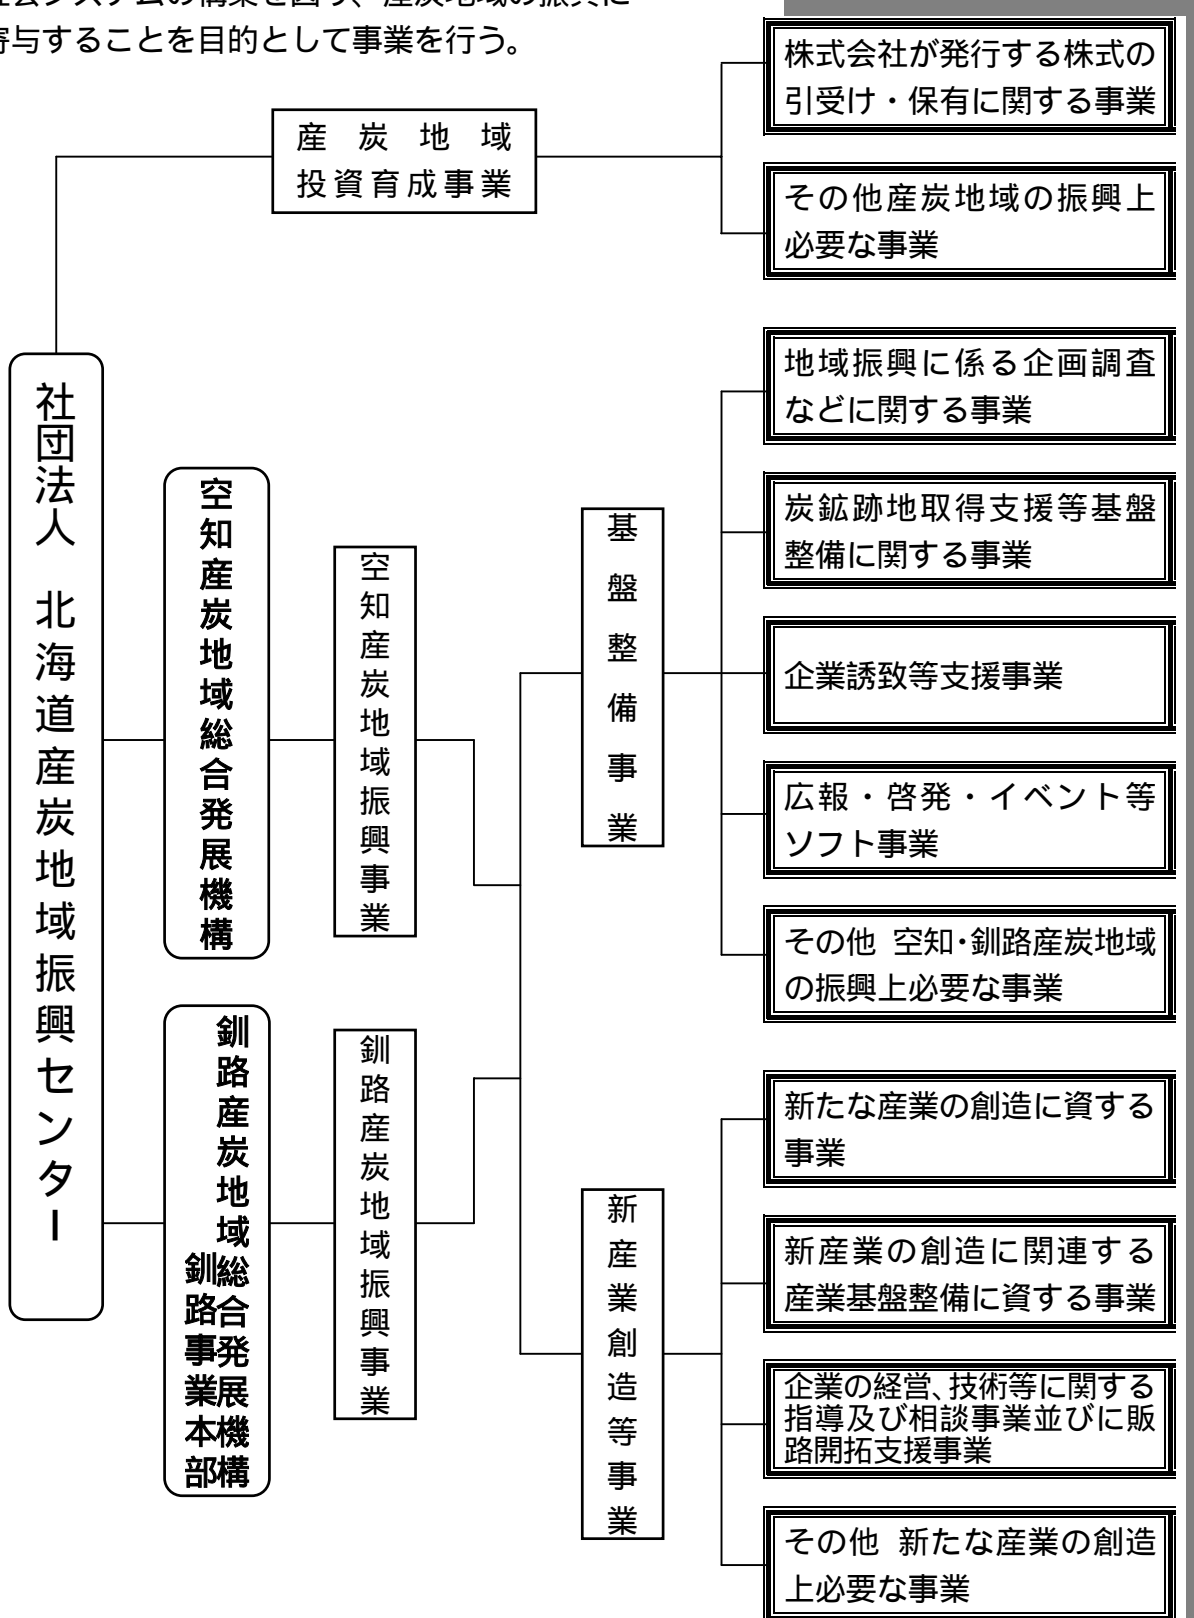 社会システムの構築を図り、産炭地域の振興に
寄与することを目的として事業を行う。
産炭地域
投資育成事業
株式会社が発行する株式の
引受け・保有に関する事業
その他産炭地域の振興上
必要な事業
社団法人 北海道産炭地域振興センター
空知産炭地域総合発展機構
空知産炭地域振興事業
釧路産炭地域総合発展機構
釧路事業本部
釧路産炭地域振興事業
基盤整備事業
地域振興に係る企画調査
などに関する事業
炭鉱跡地取得支援等基盤
整備に関する事業
企業誘致等支援事業
広報・啓発・イベント等
ソフト事業
その他 空知・釧路産炭地域
の振興上必要な事業
新産業創造等事業
新たな産業の創造に資する
事業
新産業の創造に関連する
産業基盤整備に資する事業
企業の経営、技術等に関する
指導及び相談事業並びに販
路開拓支援事業
その他 新たな産業の創造
上必要な事業